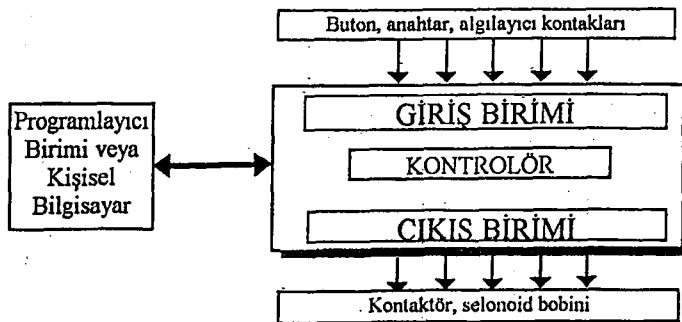 Buton, anahtar, algılayıcı kontakları
GİRİŞ BİRİMİ
Programlayıcı
Birimi veya
Kişisel
Bilgisayar
KONTROLÖR
CIKIS BİRİMİ
Kontaktör, selonoid bobini